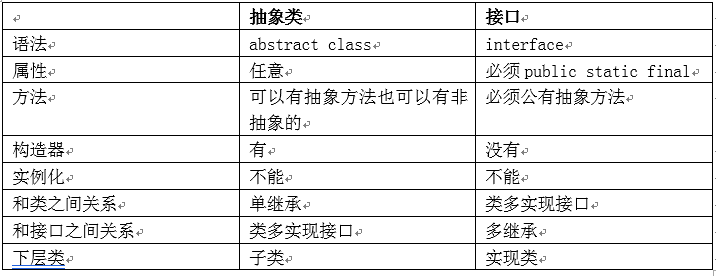 抽象类 接口
语法 abstract class interface
属性 任意 必须public static final
方法 可以有抽象方法也可以有非 必须公有抽象方法
抽象的
构造器 有 没有
实例化 不能 不能
和类之间关系 单继承 类多实现接口
和接口之间关系 类多实现接口 多继承
下层类 子类 实现类